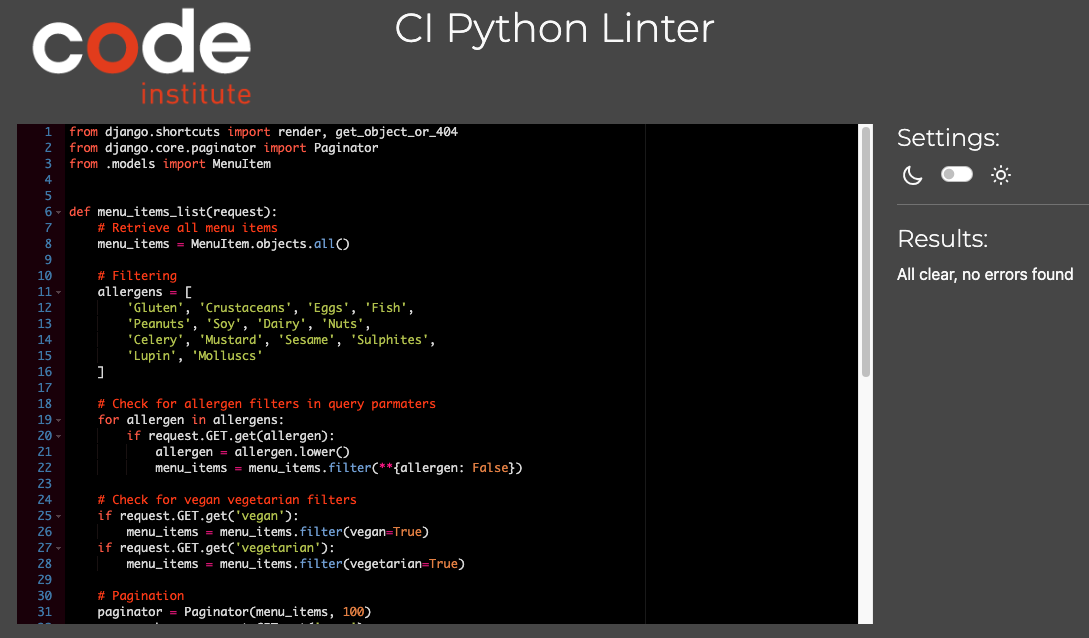 code
institute
CI Python Linter
1 from django.shortcuts import render, get_object_or_404
2 from django.core.paginator import Paginator
3 from .models import MenuItem
4
5
6 def menu_items_list(request):
7     # Retrieve all menu items
8     menu_items = MenuItem.objects.all()
9
10     # Filtering
11     allergens = [
12         'Gluten', 'Crustaceans', 'Eggs', 'Fish',
13         'Peanuts', 'Soy', 'Dairy', 'Nuts',
14         'Celery', 'Mustard', 'Sesame', 'Sulphites',
15         'Lupin', 'Molluscs'
16     ]
17
18     # Check for allergen filters in query parmaters
19     for allergen in allergens:
20         if request.GET.get(allergen):
21             allergen = allergen.lower()
22             menu_items = menu_items.filter(**{allergen: False})
23
24     # Check for vegan vegetarian filters
25     if request.GET.get('vegan'):
26         menu_items = menu_items.filter(vegan=True)
27     if request.GET.get('vegetarian'):
28         menu_items = menu_items.filter(vegetarian=True)
29
30     # Pagination
31     paginator = Paginator(menu_items, 100)
Settings:
Results:
All clear, no errors found